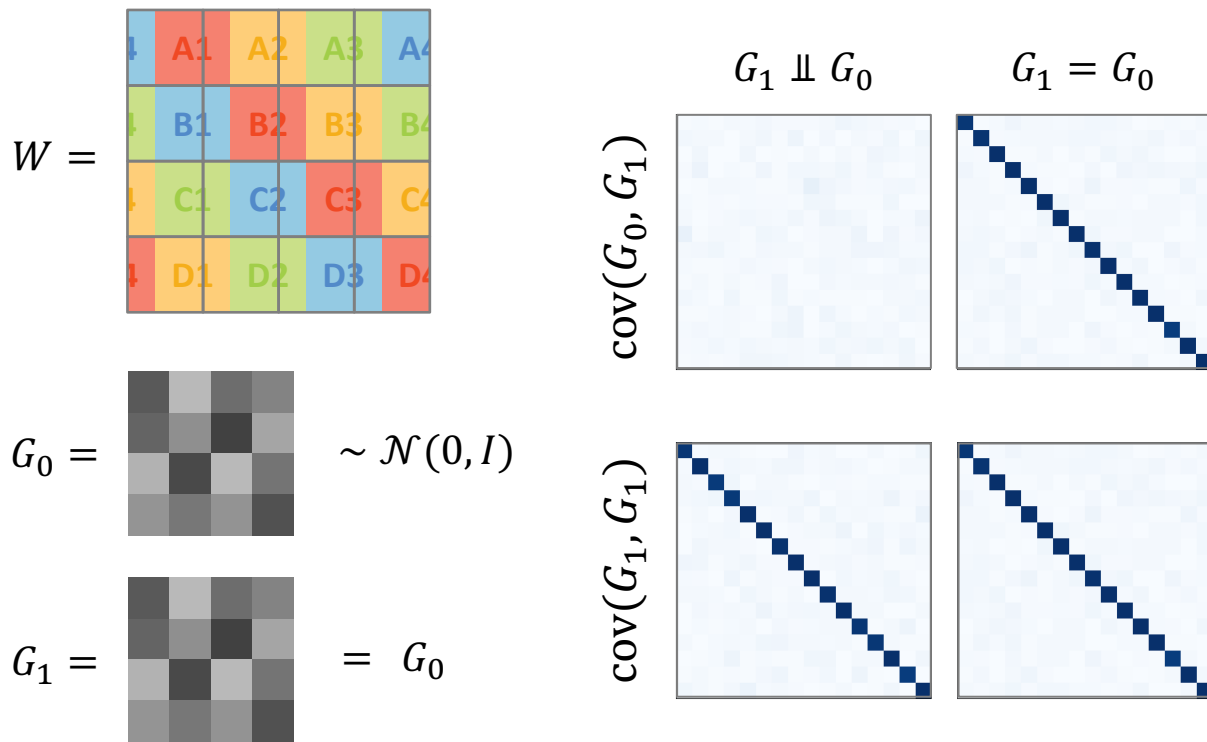 W =
4 A1 A2 A3 A4
4 B1 B2 B3 B4
4 C1 C2 C3 C4
4 D1 D2 D3 D4
G₀ = ~ 𝒩(0, I)
G₁ = = G₀
G₁ ⫫ G₀
G₁ = G₀
cov(G₀, G₁)
cov(G₁, G₁)